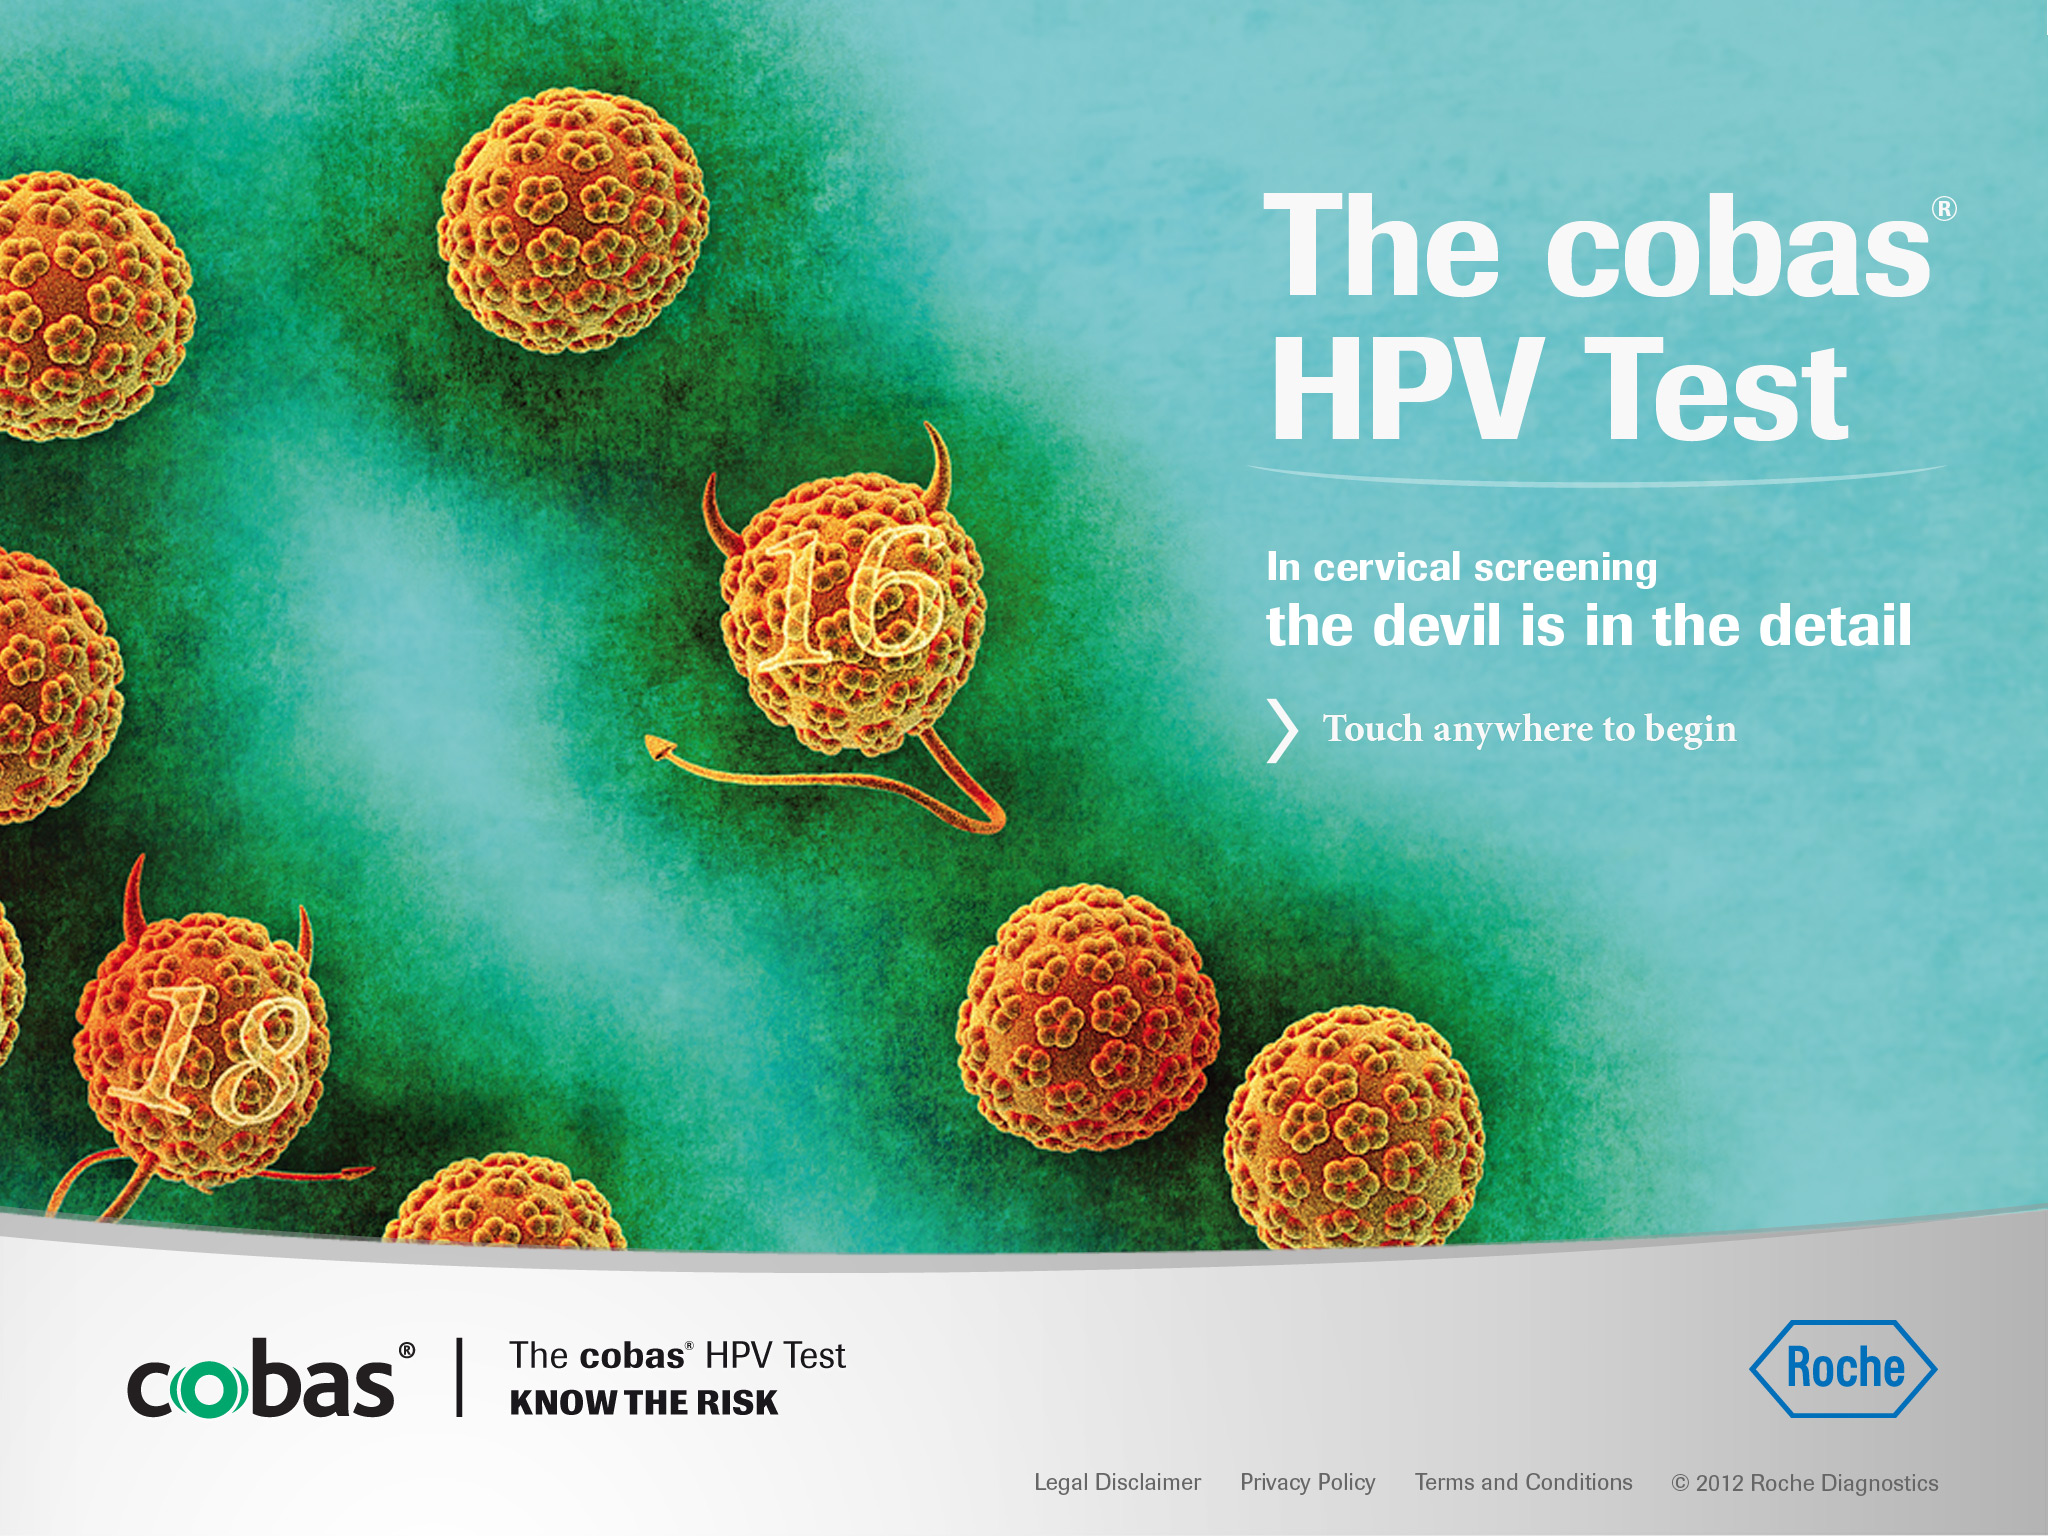 The cobas®
HPV Test
In cervical screening
the devil is in the detail
Touch anywhere to begin
16
18
cobas®
The cobas® HPV Test
KNOW THE RISK
Roche
Legal Disclaimer Privacy Policy Terms and Conditions © 2012 Roche Diagnostics